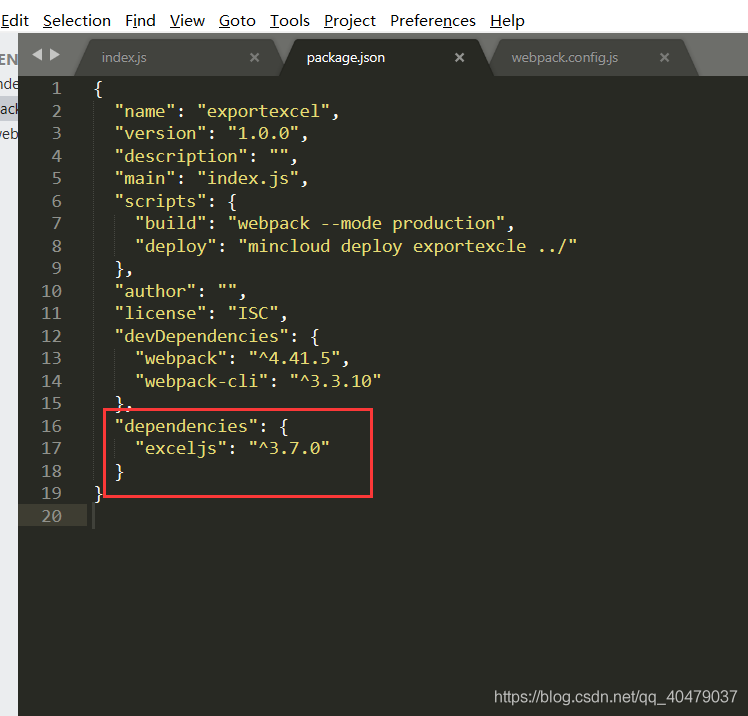 Edit Selection Find View Goto Tools Project Preferences Help
index.js × package.json × webpack.config.js ×
1 {
2 "name": "exportexcel",
3 "version": "1.0.0",
4 "description": "",
5 "main": "index.js",
6 "scripts": {
7 "build": "webpack --mode production",
8 "deploy": "mincloud deploy exportexcle ../"
9 },
10 "author": "",
11 "license": "ISC",
12 "devDependencies": {
13 "webpack": "^4.41.5",
14 "webpack-cli": "^3.3.10"
15 },
16 "dependencies": {
17 "exceljs": "^3.7.0"
18 }
19 }
20
https://blog.csdn.net/qq_40479037